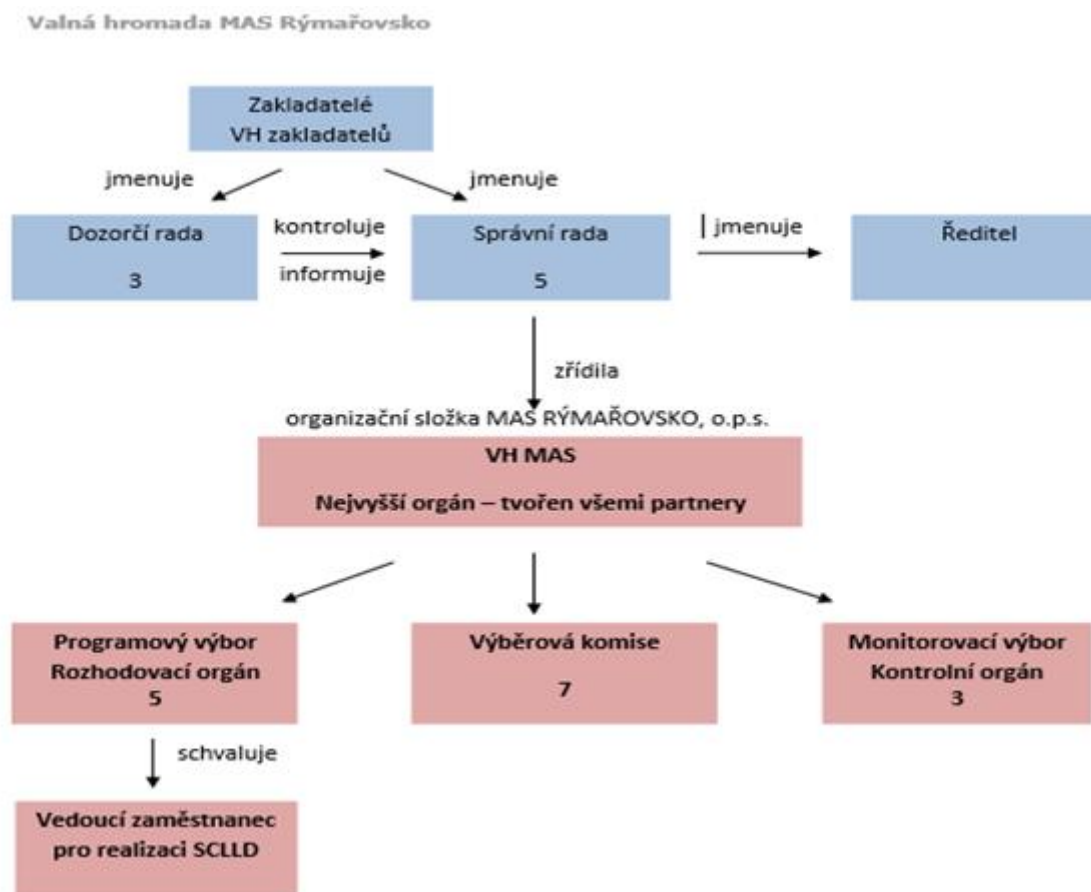 Valná hromada MAS Rýmařovsko
Zakladatelé
VH zakladatelů
jmenuje
jmenuje
Dozorčí rada
3
kontroluje
informuje
Správní rada
5
jmenuje
Ředitel
zřídila
organizační složka MAS RÝMAŘOVSKO, o.p.s.
VH MAS
Nejvyšší orgán – tvořen všemi partnery
Programový výbor
Rozhodovací orgán
5
Výběrová komise
7
Monitorovací výbor
Kontrolní orgán
3
schvaluje
Vedoucí zaměstnanec
pro realizaci SCLLD